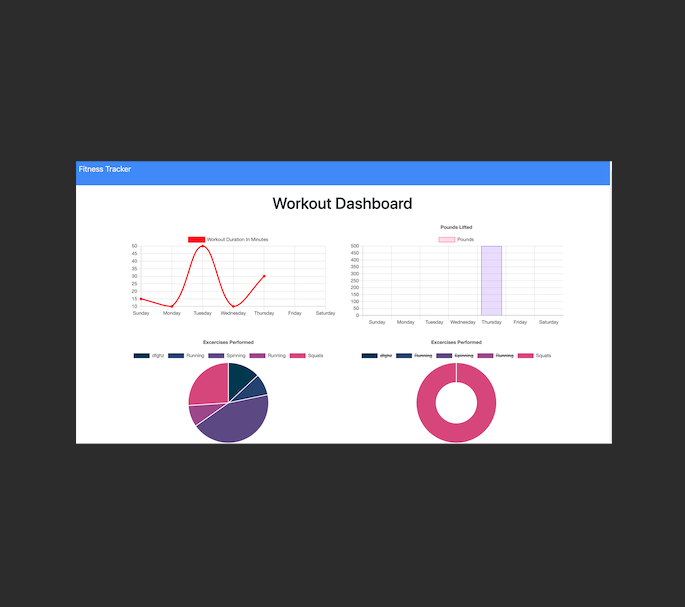 Fitness Tracker
Workout Dashboard
Workout Duration In Minutes
50
45
40
35
30
25
20
15
10
Sunday Monday Tuesday Wednesday Thursday Friday Saturday
Pounds Lifted
Pounds
500
450
400
350
300
250
200
150
100
50
0
Sunday Monday Tuesday Wednesday Thursday Friday Saturday
Excercises Performed
Running Spinning Running Squats
Excercises Performed
Running Spinning Running Squats